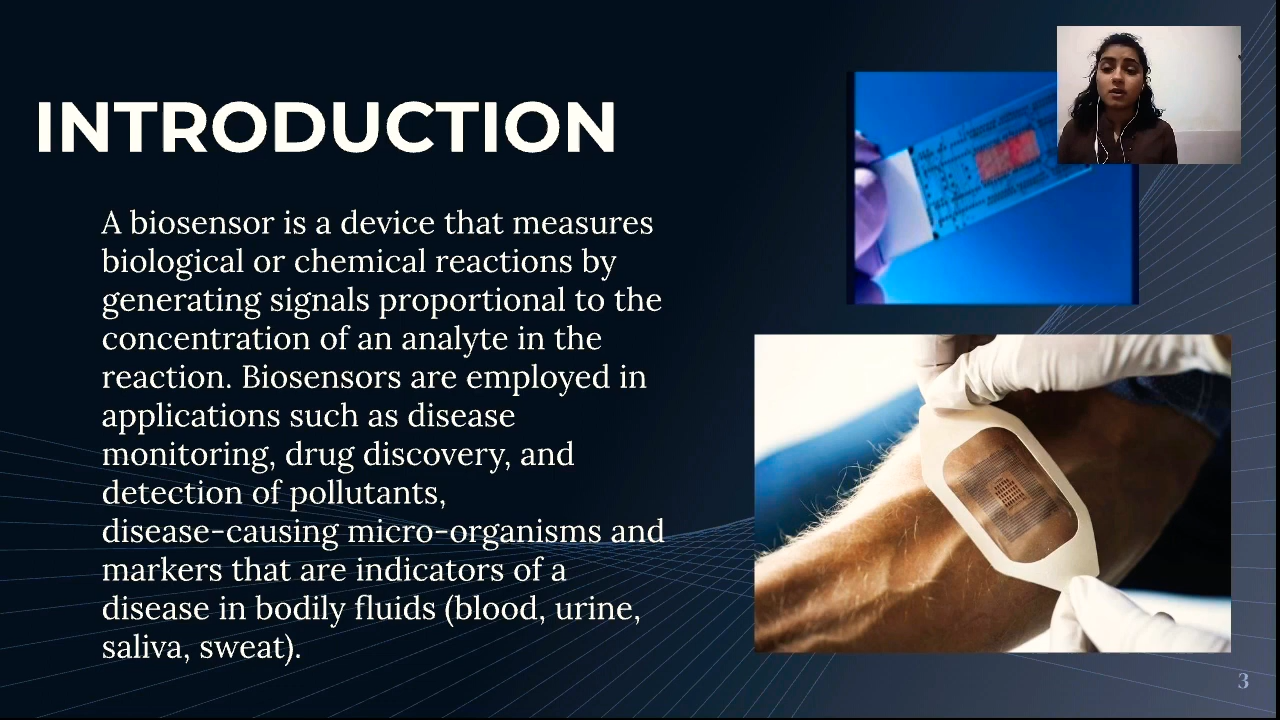 INTRODUCTION
A biosensor is a device that measures
biological or chemical reactions by
generating signals proportional to the
concentration of an analyte in the
reaction. Biosensors are employed in
applications such as disease
monitoring, drug discovery, and
detection of pollutants,
disease-causing micro-organisms and
markers that are indicators of a
disease in bodily fluids (blood, urine,
saliva, sweat).
3